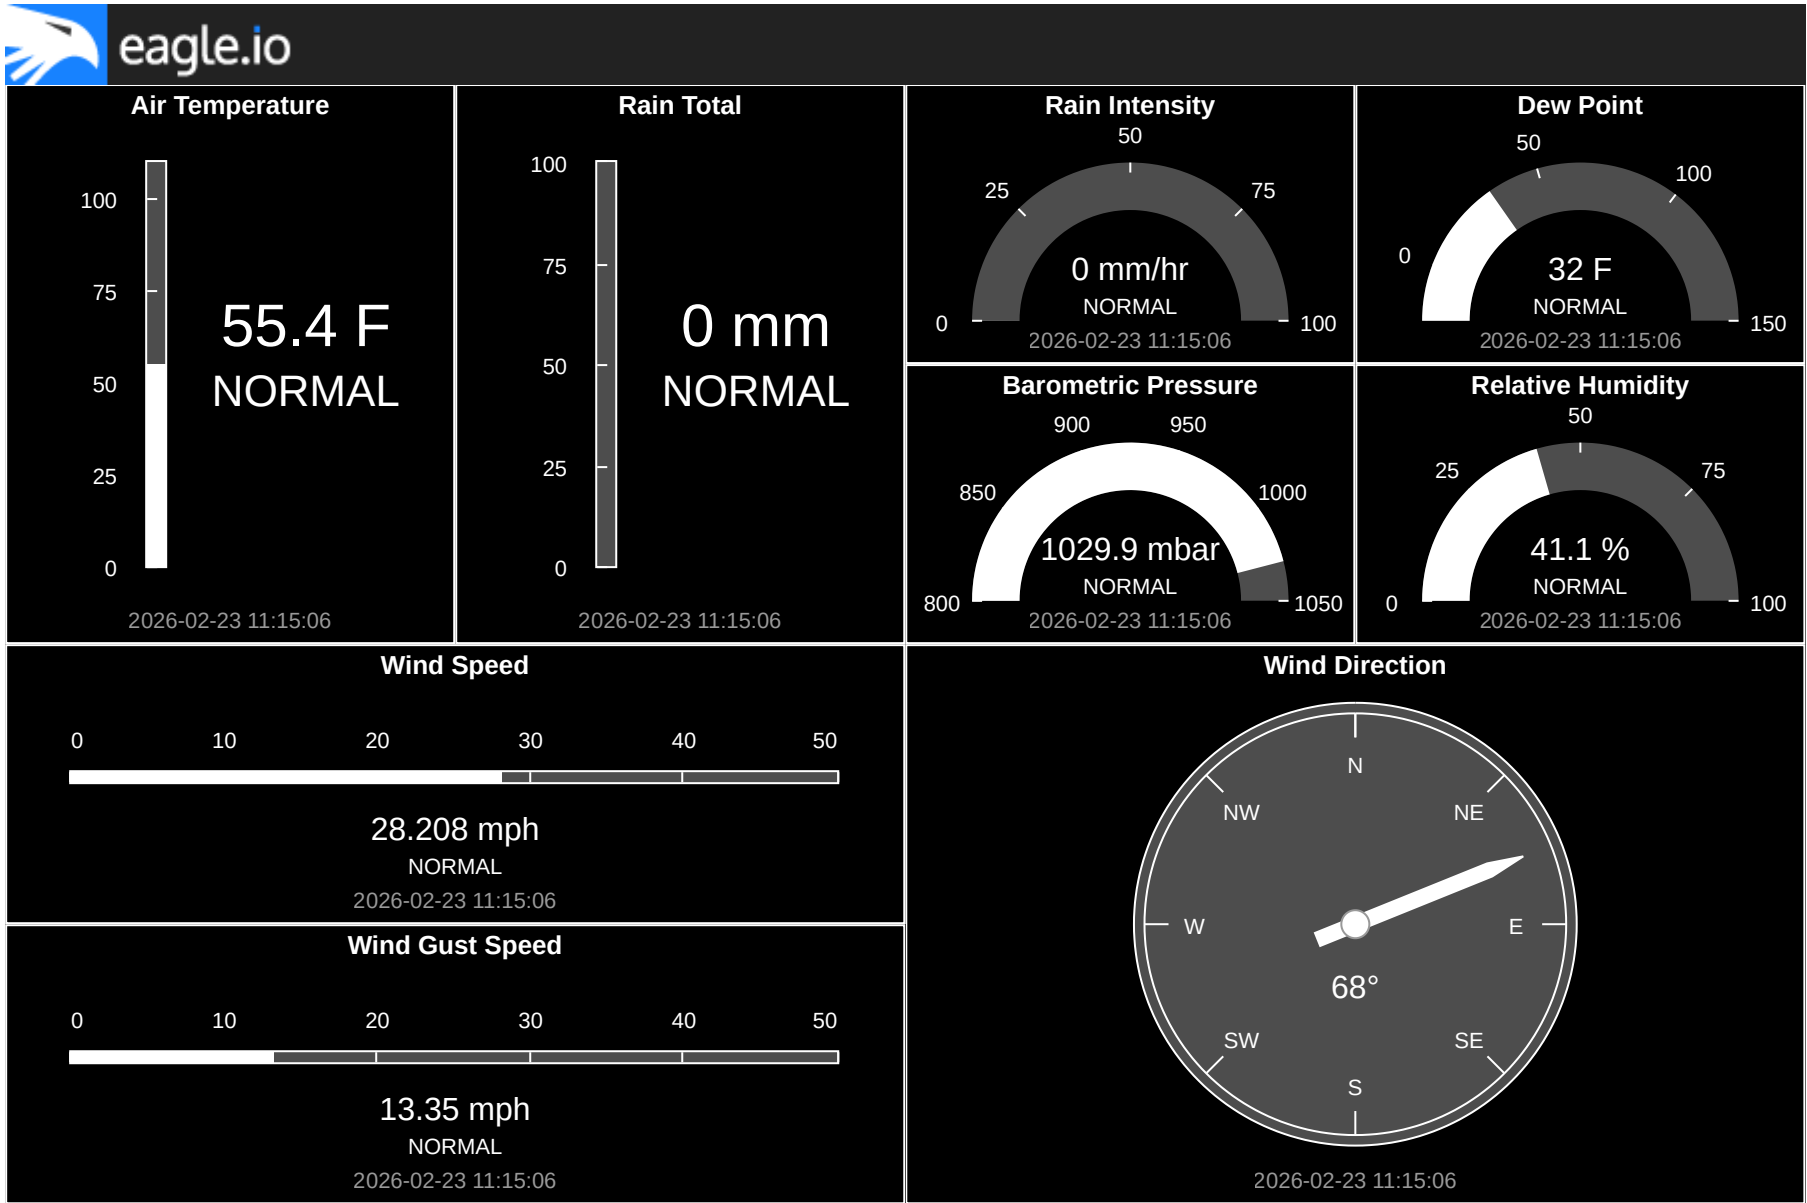 eagle.io
Air Temperature
100
75
50
25
0
55.4 F
NORMAL
2026-02-23 11:15:06
Rain Total
100
75
50
25
0
0 mm
NORMAL
2026-02-23 11:15:06
Rain Intensity
0
25
50
75
100
0 mm/hr
NORMAL
2026-02-23 11:15:06
Dew Point
0
50
100
150
32 F
NORMAL
2026-02-23 11:15:06
Barometric Pressure
800
850
900
950
1000
1050
1029.9 mbar
NORMAL
2026-02-23 11:15:06
Relative Humidity
0
25
50
75
100
41.1 %
NORMAL
2026-02-23 11:15:06
Wind Speed
0 10 20 30 40 50
28.208 mph
NORMAL
2026-02-23 11:15:06
Wind Gust Speed
0 10 20 30 40 50
13.35 mph
NORMAL
2026-02-23 11:15:06
Wind Direction
N
NW NE
W E
68°
SW SE
S
2026-02-23 11:15:06